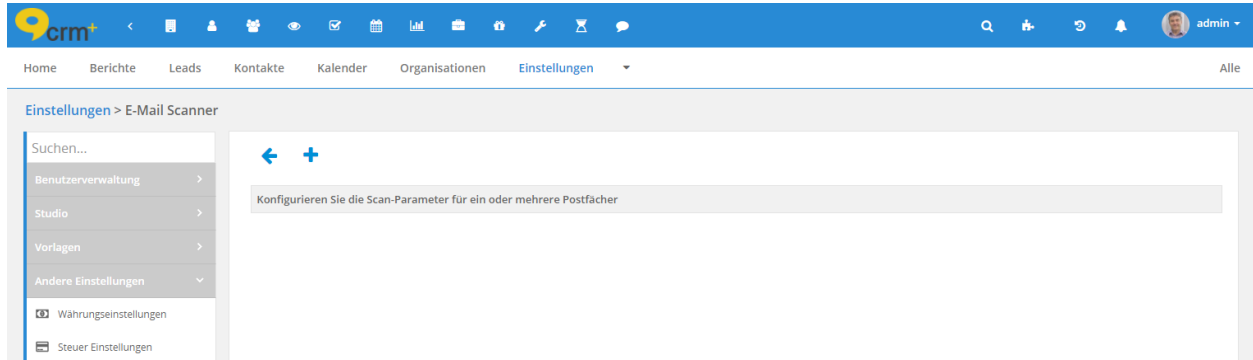 9crm+
admin
Home Berichte Leads Kontakte Kalender Organisationen Einstellungen Alle
Einstellungen > E-Mail Scanner
Suchen...
Benutzerverwaltung
Studio
Vorlagen
Andere Einstellungen
Währungseinstellungen
Steuer Einstellungen
Konfigurieren Sie die Scan-Parameter für ein oder mehrere Postfächer